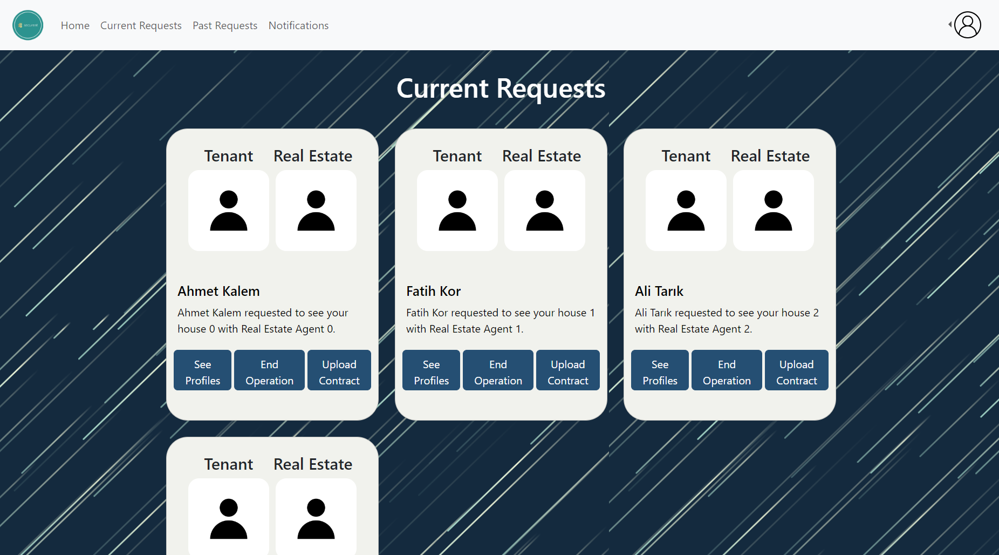 securent
Home Current Requests Past Requests Notifications
Current Requests
Tenant Real Estate
Ahmet Kalem
Ahmet Kalem requested to see your
house 0 with Real Estate Agent 0.
See
Profiles
End
Operation
Upload
Contract
Tenant Real Estate
Fatih Kor
Fatih Kor requested to see your house 1
with Real Estate Agent 1.
See
Profiles
End
Operation
Upload
Contract
Tenant Real Estate
Ali Tarık
Ali Tarık requested to see your house 2
with Real Estate Agent 2.
See
Profiles
End
Operation
Upload
Contract
Tenant Real Estate